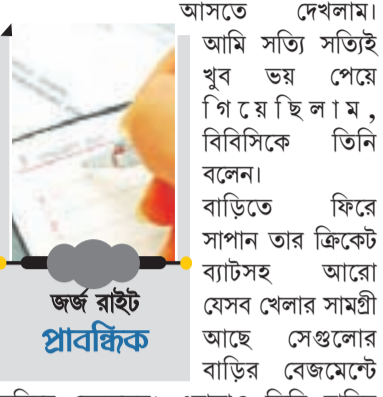 আসতে দেখলাম।
আমি সত্যি সত্যিই
খুব ভয় পেয়ে
গিয়েছিলাম,
বিবিসিকে তিনি
বলেন।
বাড়িতে ফিরে
সাপান তার ক্রিকেট
ব্যাটসহ আরো
যেসব খেলার সামগ্রী
আছে সেগুলোর
বাড়ির বেজমেন্টে
জর্জ রাইট
প্রাবন্ধিক